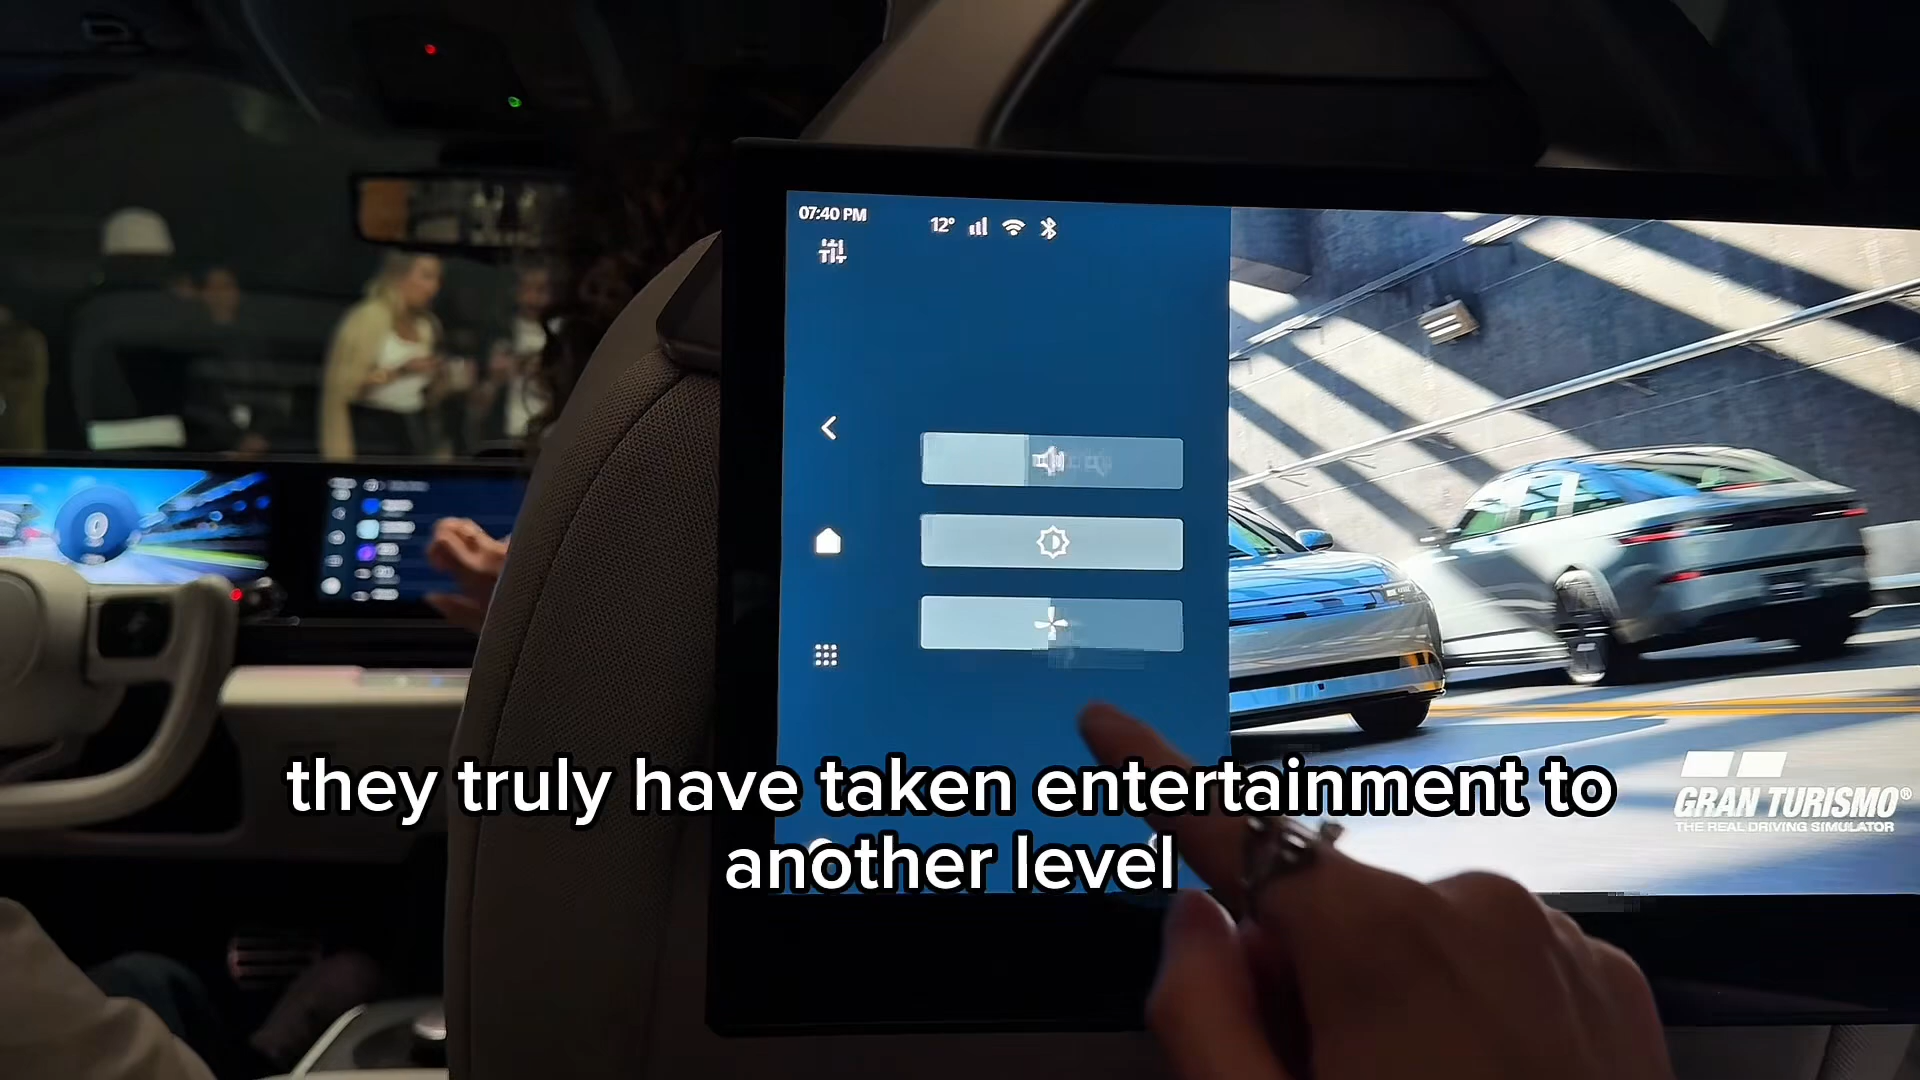 07:40 PM
12°
GRAN TURISMO®
THE REAL DRIVING SIMULATOR
they truly have taken entertainment to
another level